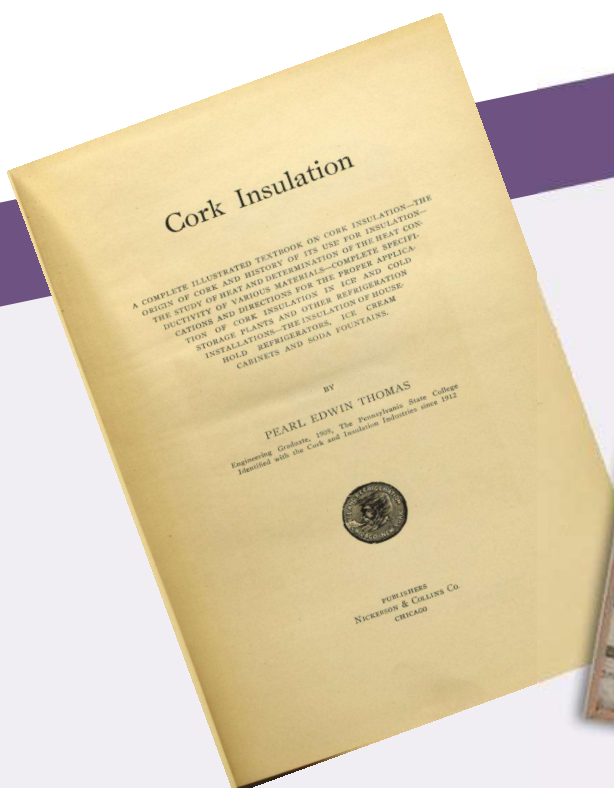 Cork Insulation
A COMPLETE ILLUSTRATED TEXTBOOK ON CORK INSULATION—THE
ORIGIN OF CORK AND HISTORY OF ITS USE FOR INSULATION—
THE STUDY OF HEAT AND DETERMINATION OF THE HEAT CON-
DUCTIVITY OF VARIOUS MATERIALS—COMPLETE SPECIFI-
CATIONS AND DIRECTIONS FOR THE PROPER APPLICA-
TION OF CORK INSULATION IN ICE AND COLD
STORAGE PLANTS AND OTHER REFRIGERATION
INSTALLATIONS—THE INSULATION OF HOUSE-
HOLD REFRIGERATORS, ICE CREAM
CABINETS AND SODA FOUNTAINS.
BY
PEARL EDWIN THOMAS
Engineering Graduate, 1909, The Pennsylvania State College
Identified with the Cork and Insulation Industries since 1912
PUBLISHERS
NICKERSON & COLLINS CO.
CHICAGO